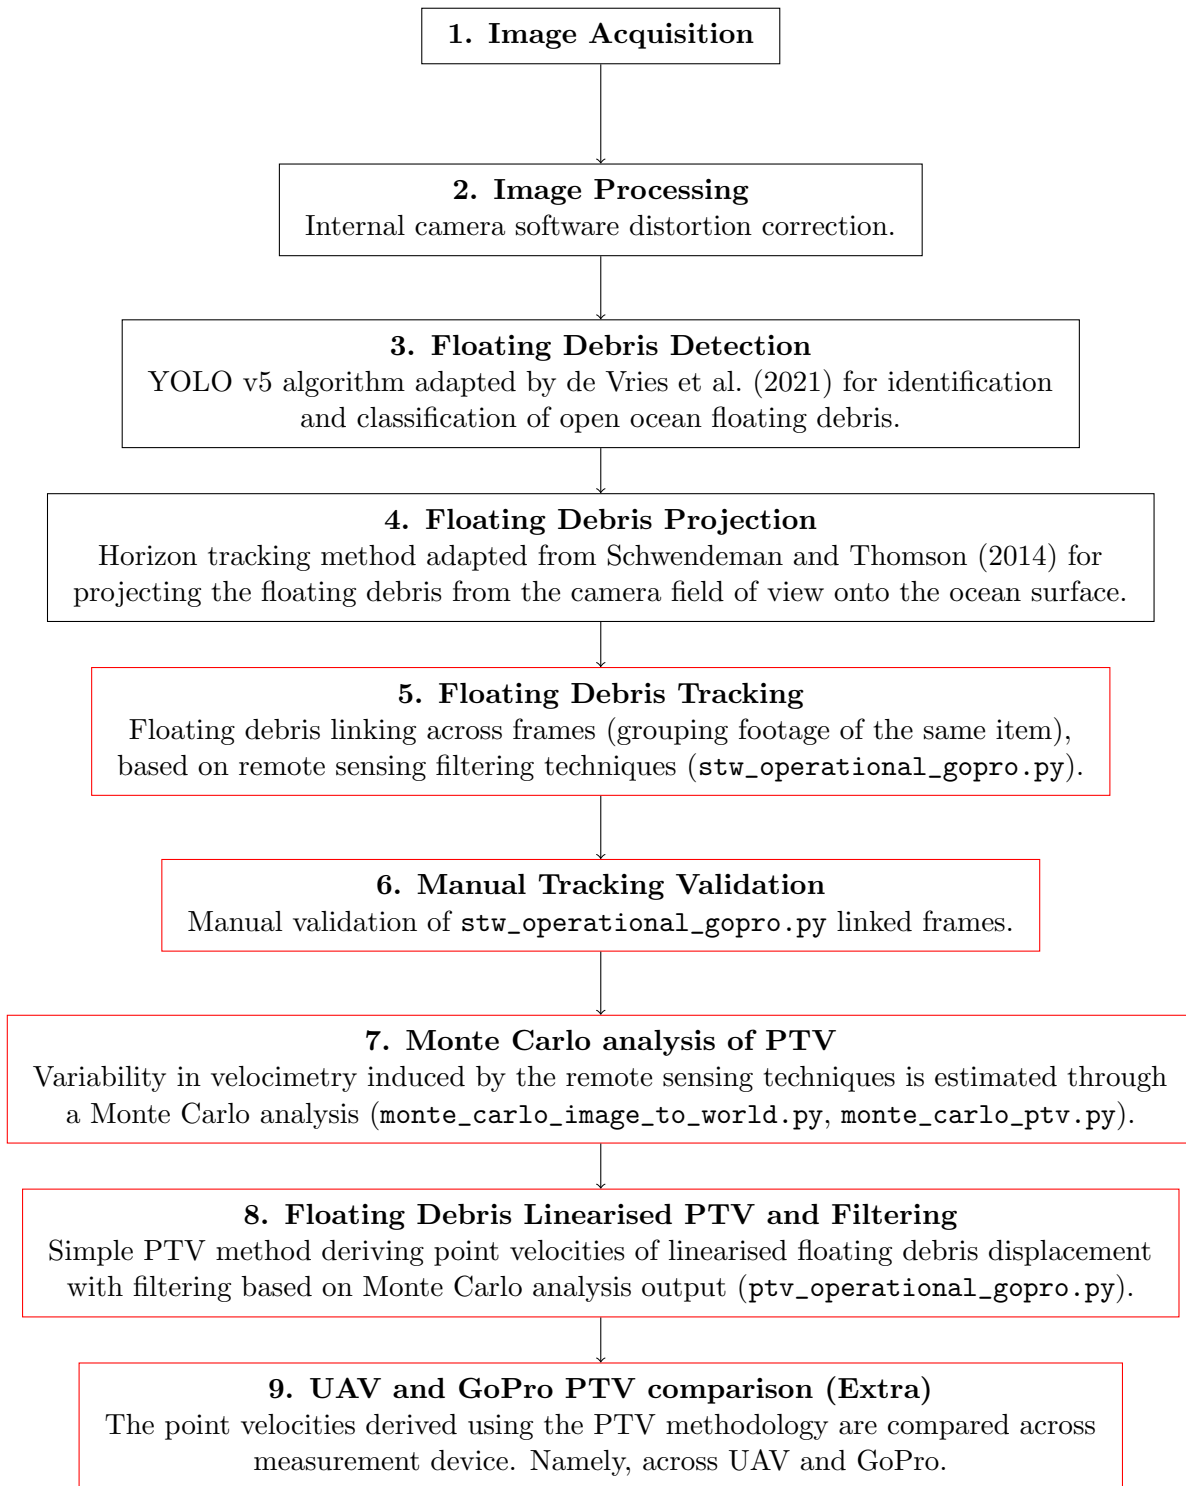 1. Image Acquisition
2. Image Processing
Internal camera software distortion correction.
3. Floating Debris Detection
YOLO v5 algorithm adapted by de Vries et al. (2021) for identification
and classification of open ocean floating debris.
4. Floating Debris Projection
Horizon tracking method adapted from Schwendeman and Thomson (2014) for
projecting the floating debris from the camera field of view onto the ocean surface.
5. Floating Debris Tracking
Floating debris linking across frames (grouping footage of the same item),
based on remote sensing filtering techniques (stw_operational_gopro.py).
6. Manual Tracking Validation
Manual validation of stw_operational_gopro.py linked frames.
7. Monte Carlo analysis of PTV
Variability in velocimetry induced by the remote sensing techniques is estimated through
a Monte Carlo analysis (monte_carlo_image_to_world.py, monte_carlo_ptv.py).
8. Floating Debris Linearised PTV and Filtering
Simple PTV method deriving point velocities of linearised floating debris displacement
with filtering based on Monte Carlo analysis output (ptv_operational_gopro.py).
9. UAV and GoPro PTV comparison (Extra)
The point velocities derived using the PTV methodology are compared across
measurement device. Namely, across UAV and GoPro.